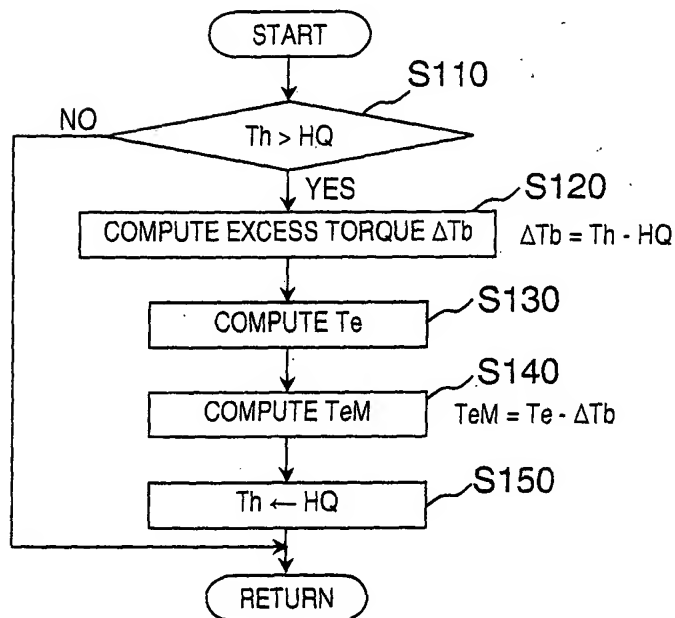 START
S110
NO
Th > HQ
YES
S120
COMPUTE EXCESS TORQUE ΔTb
ΔTb = Th - HQ
S130
COMPUTE Te
S140
COMPUTE TeM
TeM = Te - ΔTb
S150
Th ← HQ
RETURN